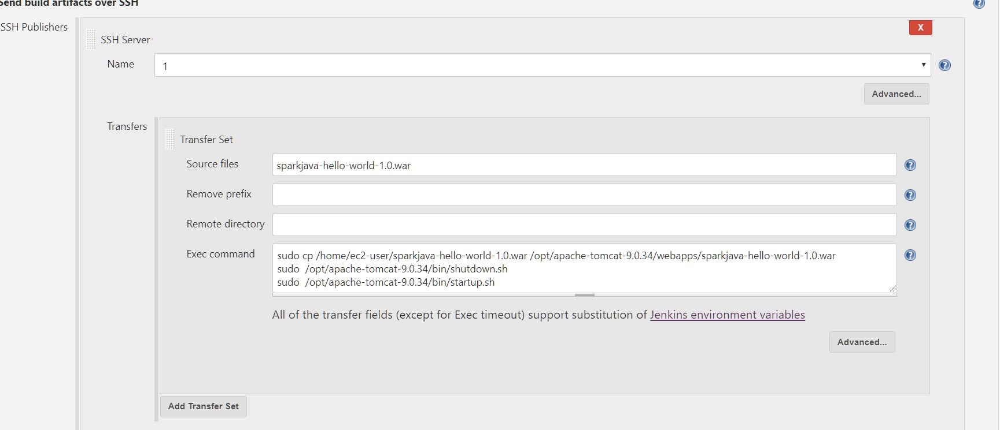 Send build artifacts over SSH
SSH Publishers
X
SSH Server
Name
1
Advanced...
Transfers
Transfer Set
Source files
sparkjava-hello-world-1.0.war
Remove prefix
Remote directory
Exec command
sudo cp /home/ec2-user/sparkjava-hello-world-1.0.war /opt/apache-tomcat-9.0.34/webapps/sparkjava-hello-world-1.0.war
sudo  /opt/apache-tomcat-9.0.34/bin/shutdown.sh
sudo  /opt/apache-tomcat-9.0.34/bin/startup.sh
All of the transfer fields (except for Exec timeout) support substitution of Jenkins environment variables
Advanced...
Add Transfer Set